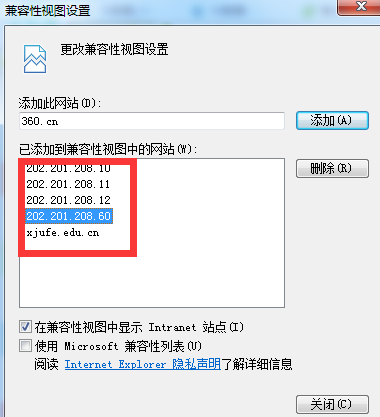 兼容性视图设置
更改兼容性视图设置
添加此网站(D):
360.cn
添加(A)
已添加到兼容性视图中的网站(W):
202.201.208.10
删除(R)
202.201.208.11
202.201.208.12
202.201.208.60
xjufe.edu.cn
在兼容性视图中显示 Intranet 站点(I)
使用 Microsoft 兼容性列表(U)
阅读 Internet Explorer 隐私声明了解详细信息
关闭(C)